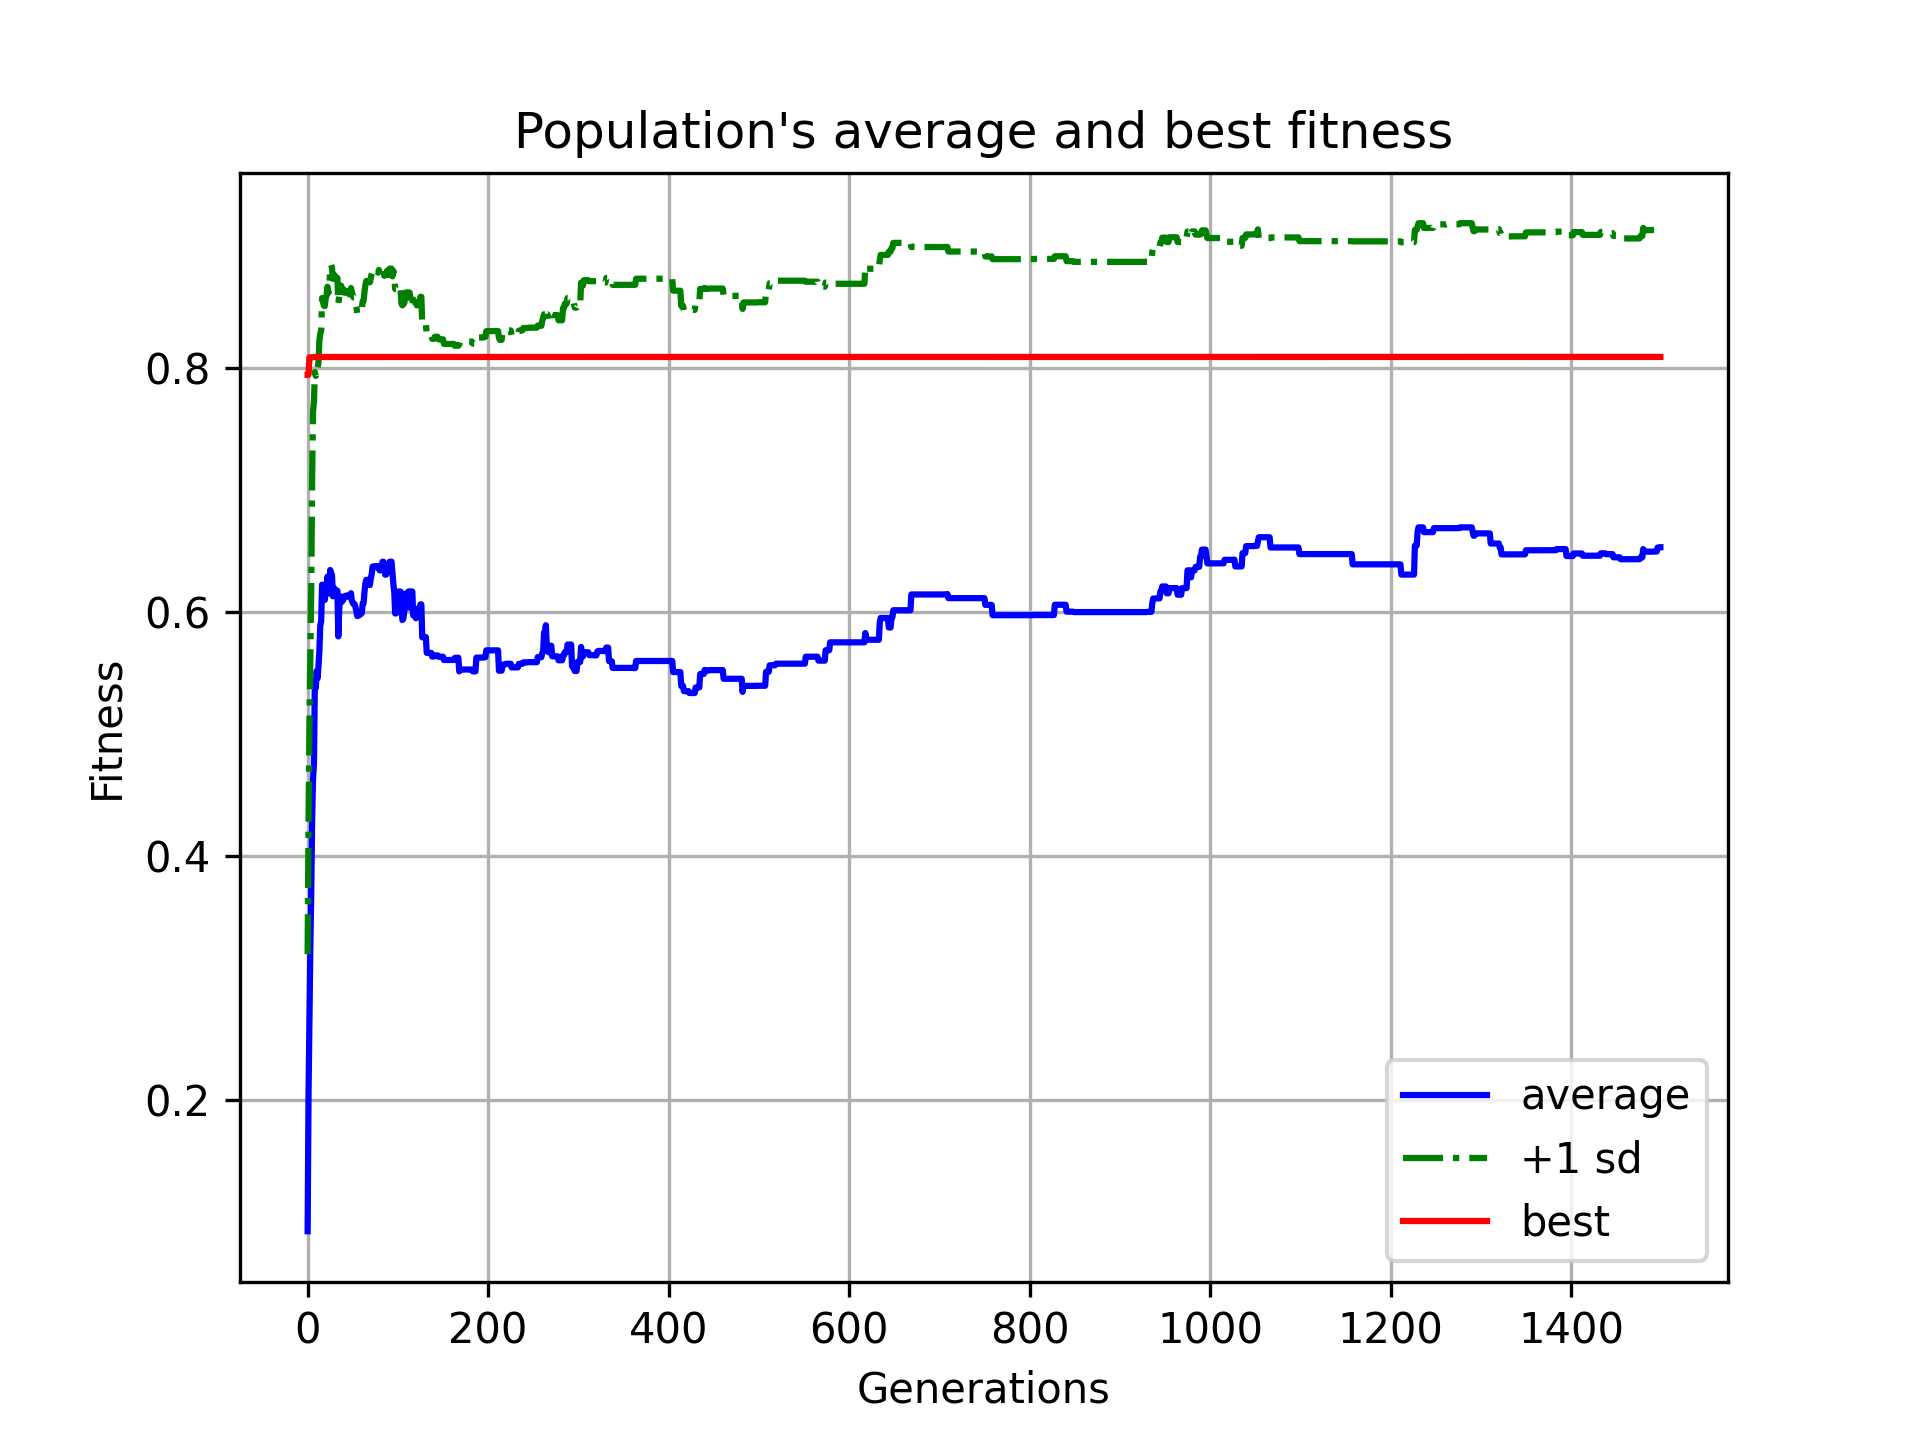 Population's average and best fitness
Fitness
0.8
0.6
0.4
0.2
0 200 400 600 800 1000 1200 1400
Generations
average
+1 sd
best